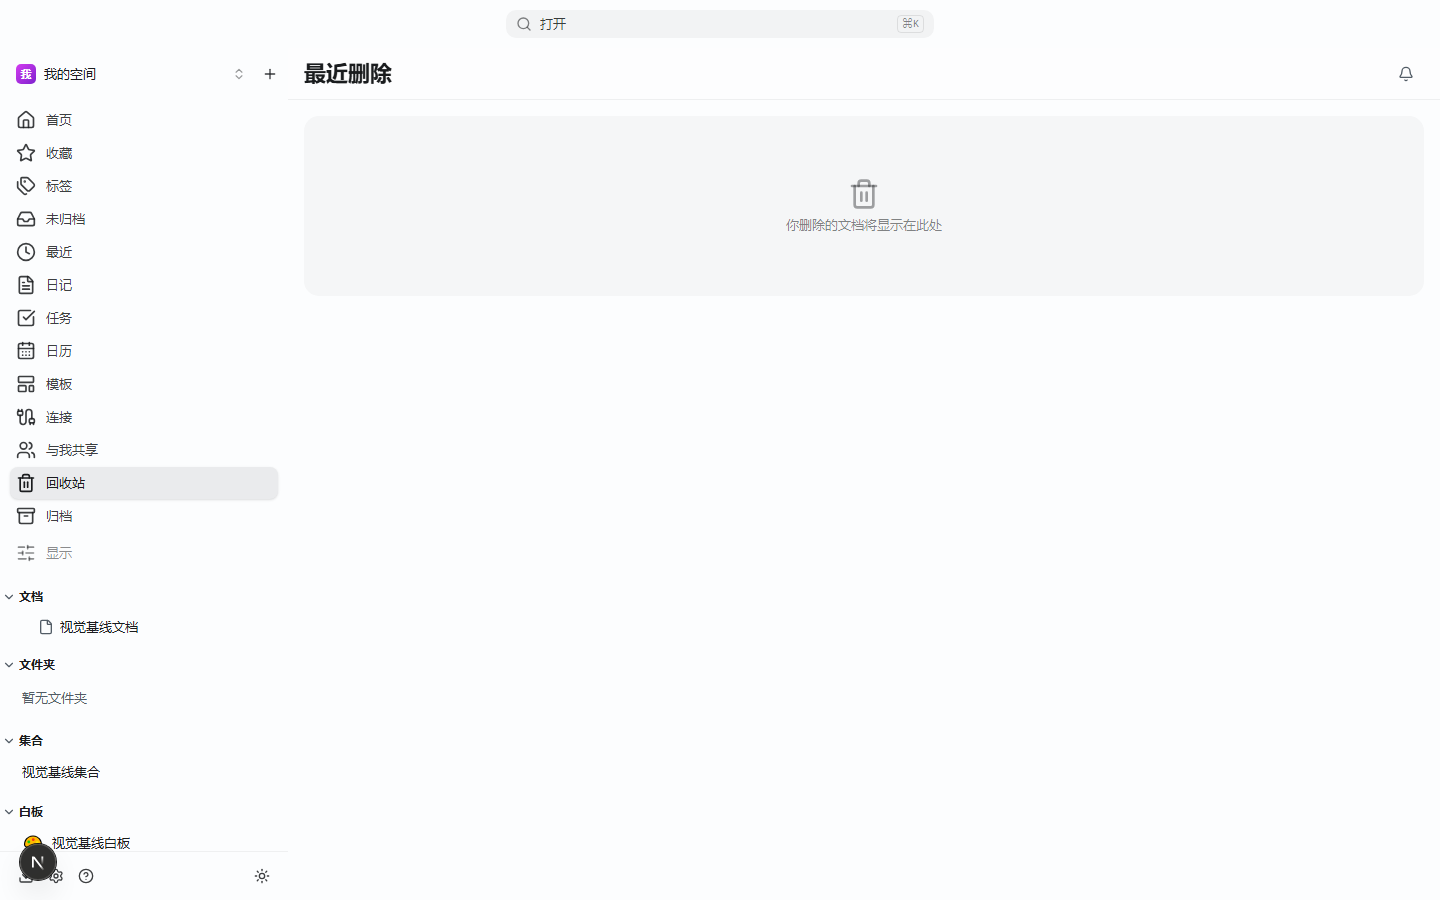 打开
⌘K
我 我的空间
最近删除
首页
收藏
标签
未归档
最近
日记
任务
日历
模板
连接
与我共享
回收站
归档
显示
你删除的文档将显示在此处
文档
视觉基线文档
文件夹
暂无文件夹
集合
视觉基线集合
白板
视觉基线白板
N